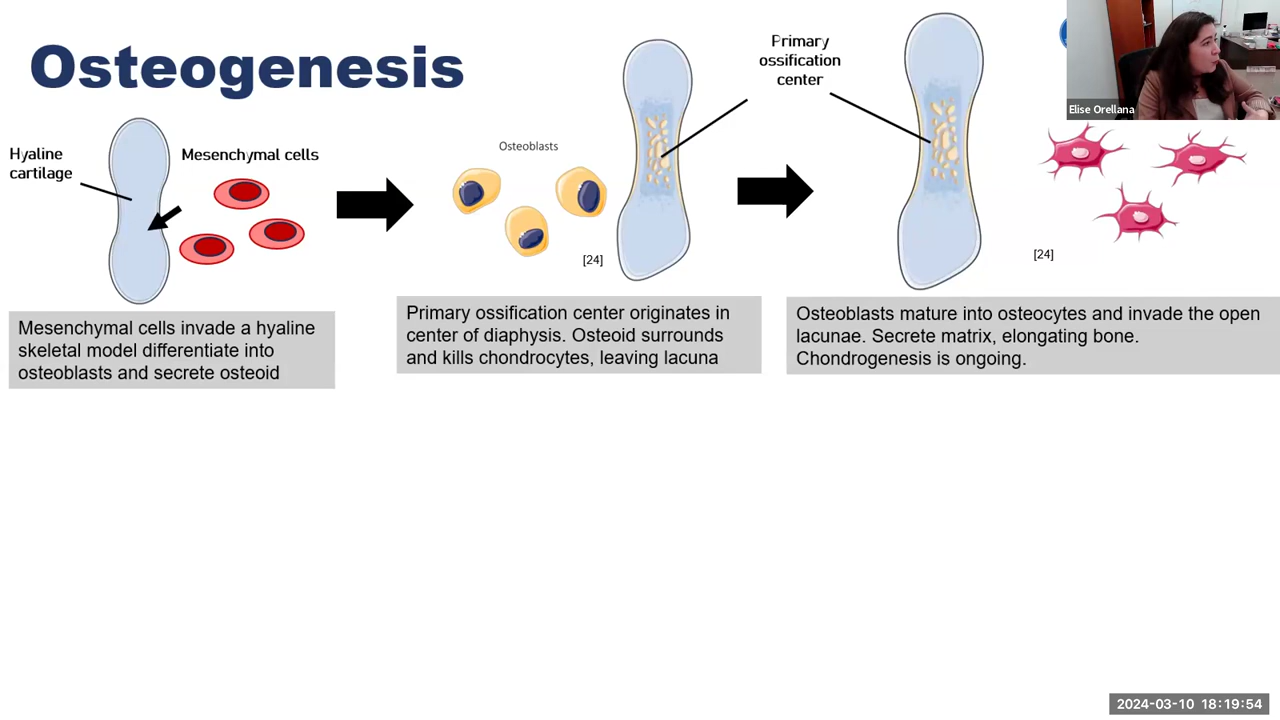 Osteogenesis
Hyaline
cartilage
Mesenchymal cells
Mesenchymal cells invade a hyaline
skeletal model differentiate into
osteoblasts and secrete osteoid
Osteoblasts
[24]
Primary ossification center originates in
center of diaphysis. Osteoid surrounds
and kills chondrocytes, leaving lacuna
Primary
ossification
center
[24]
Osteoblasts mature into osteocytes and invade the open
lacunae. Secrete matrix, elongating bone.
Chondrogenesis is ongoing.
Elise Orellana
2024-03-10 18:19:54